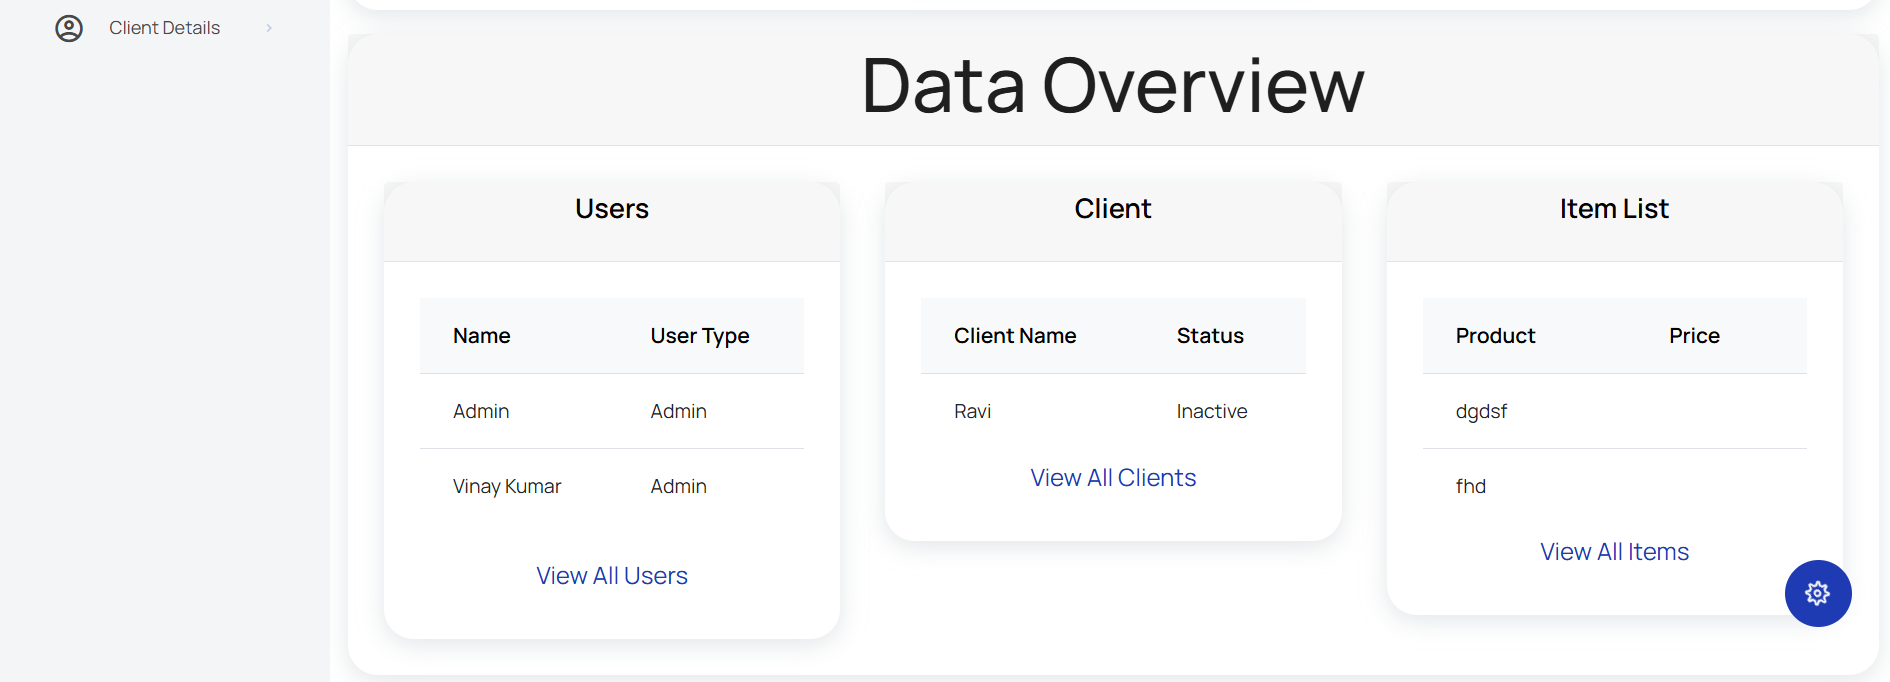 Client Details
Data Overview
Users
Name User Type
Admin Admin
Vinay Kumar Admin
View All Users
Client
Client Name Status
Ravi Inactive
View All Clients
Item List
Product Price
dgdsf
fhd
View All Items